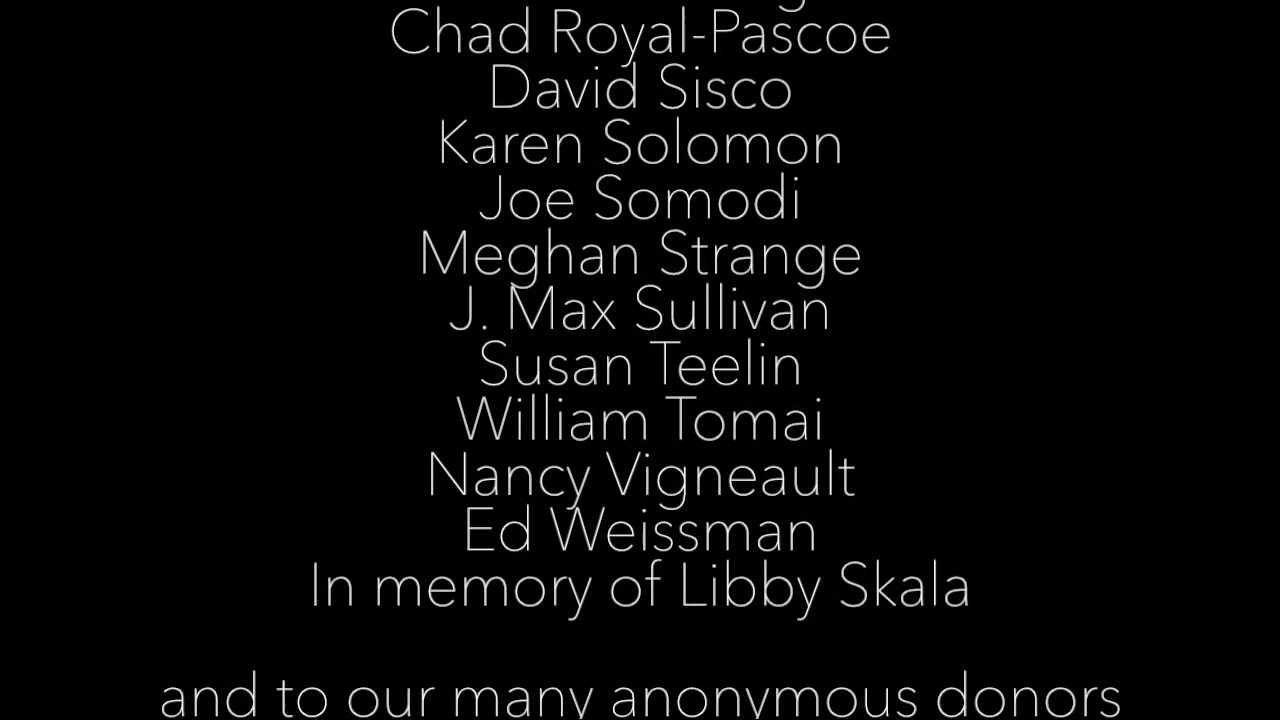 Chad Royal-Pascoe
David Sisco
Karen Solomon
Joe Somodi
Meghan Strange
J. Max Sullivan
Susan Teelin
William Tomai
Nancy Vigneault
Ed Weissman
In memory of Libby Skala
and to our many anonymous donors